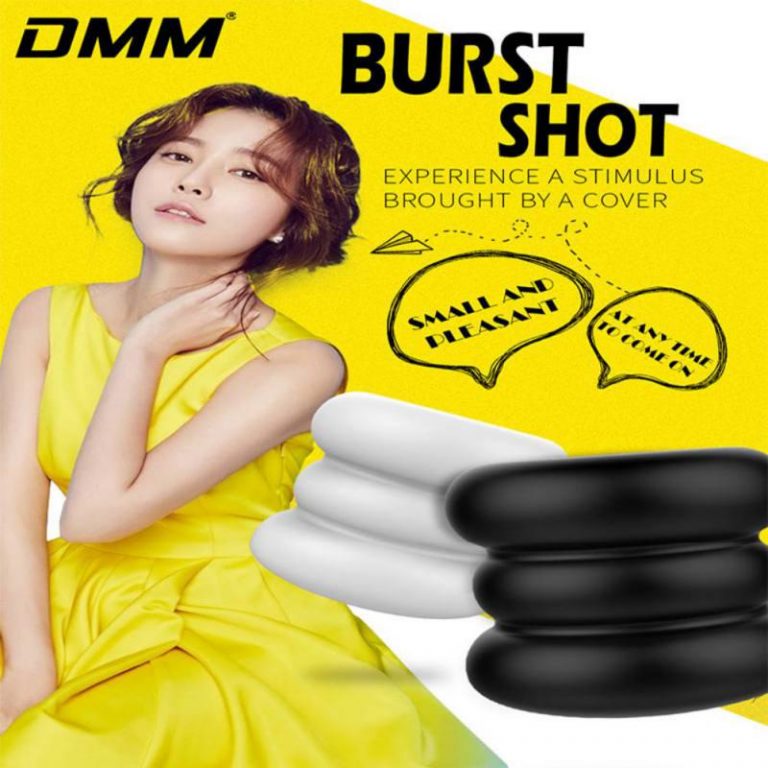 DMM®
BURST
SHOT
EXPERIENCE A STIMULUS
BROUGHT BY A COVER
SMALL AND
PLEASANT
AT ANY TIME
TO COME ON